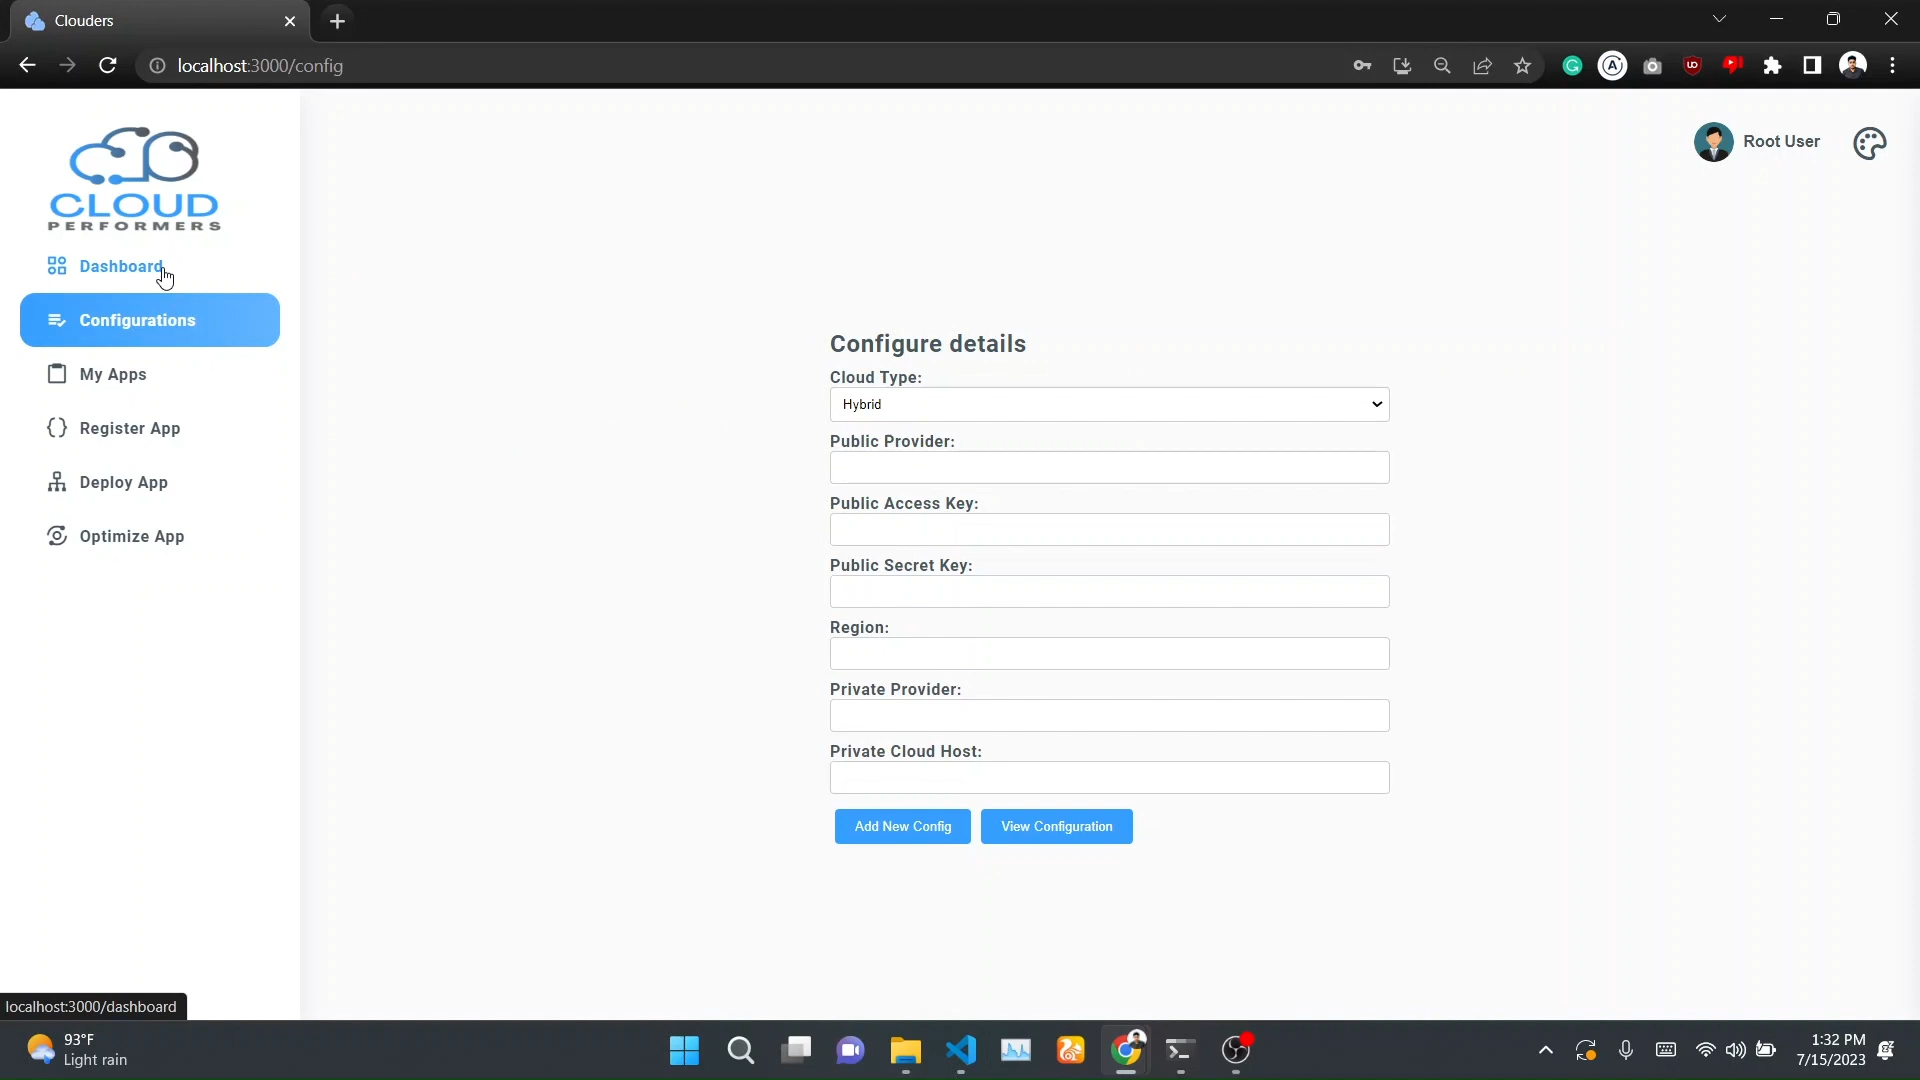 Clouders
localhost:3000/config
CLOUD
PERFORMERS
Root User
Dashboard
Configurations
My Apps
Register App
Deploy App
Optimize App
Configure details
Cloud Type:
Hybrid
Public Provider:
Public Access Key:
Public Secret Key:
Region:
Private Provider:
Private Cloud Host:
Add New Config
View Configuration
localhost:3000/dashboard
93°F
Light rain
1:32 PM
7/15/2023